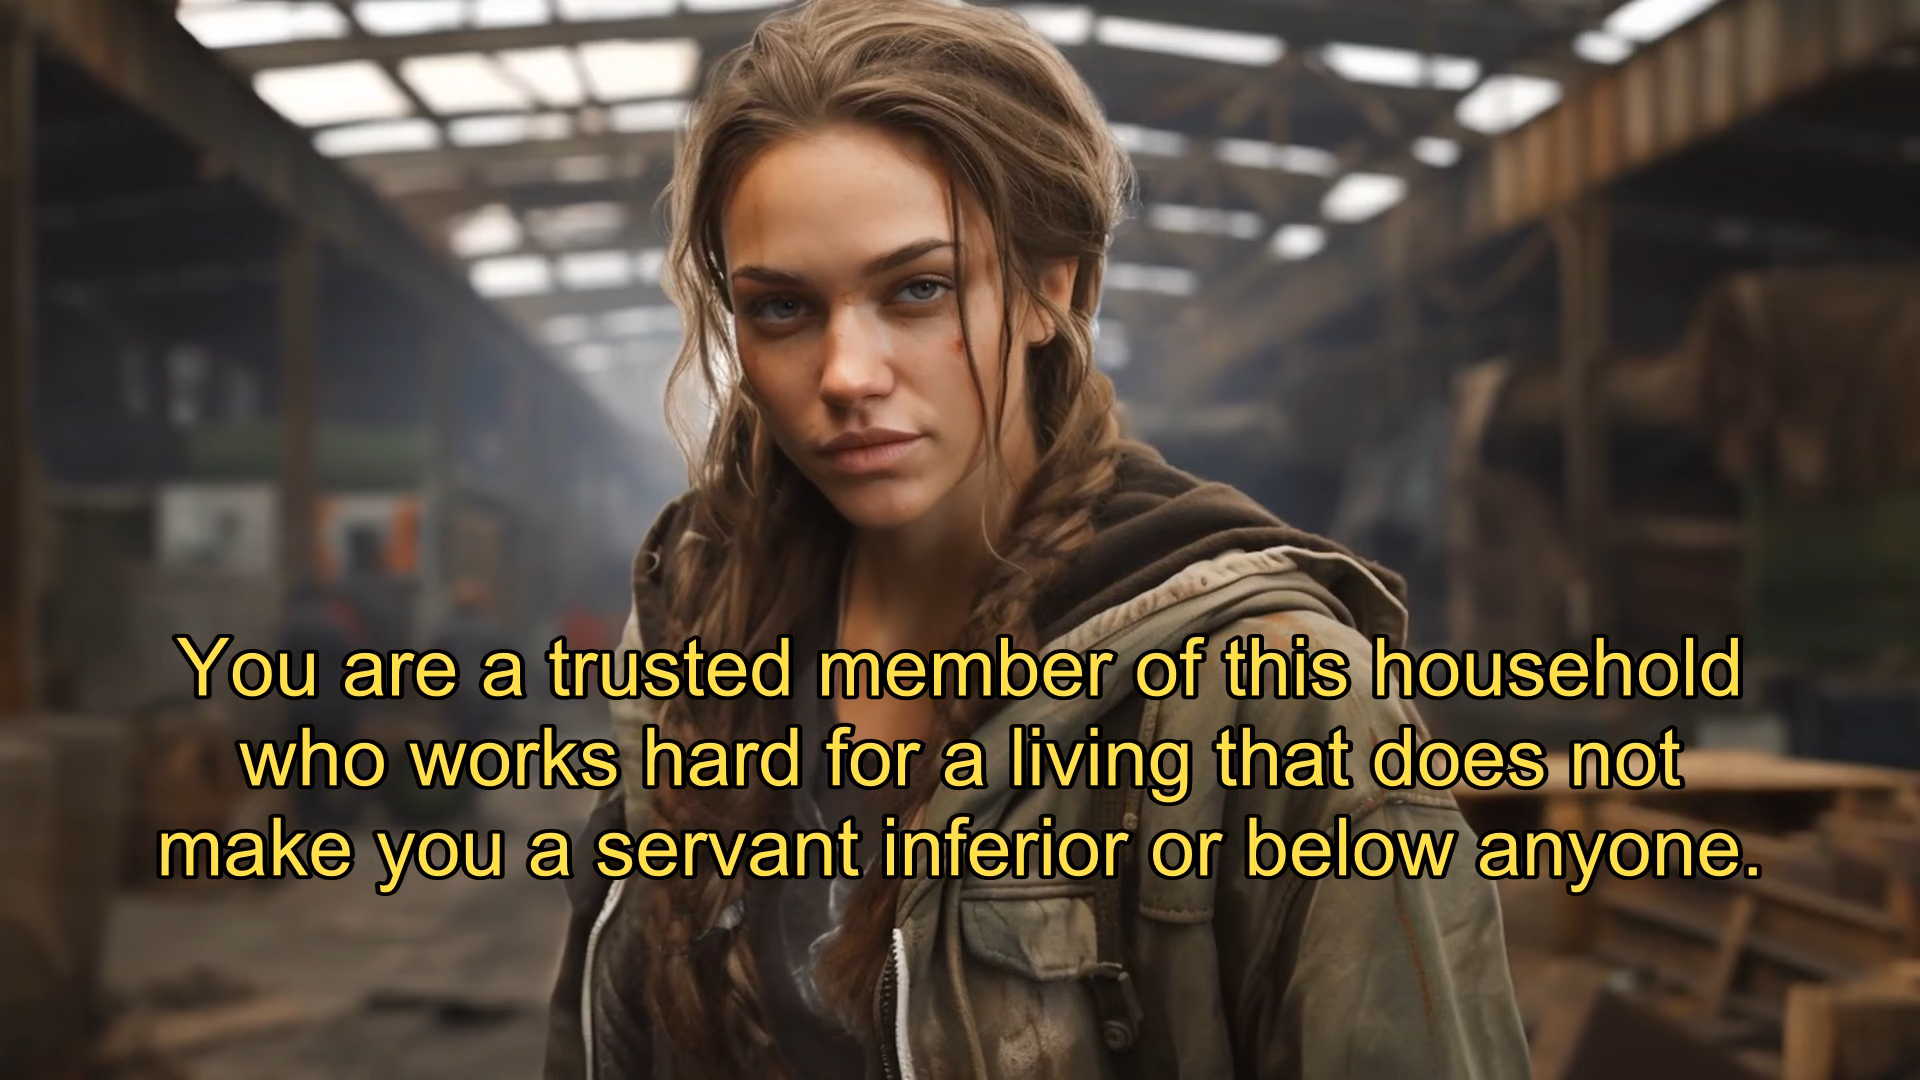 You are a trusted member of this household
who works hard for a living that does not
make you a servant inferior or below anyone.